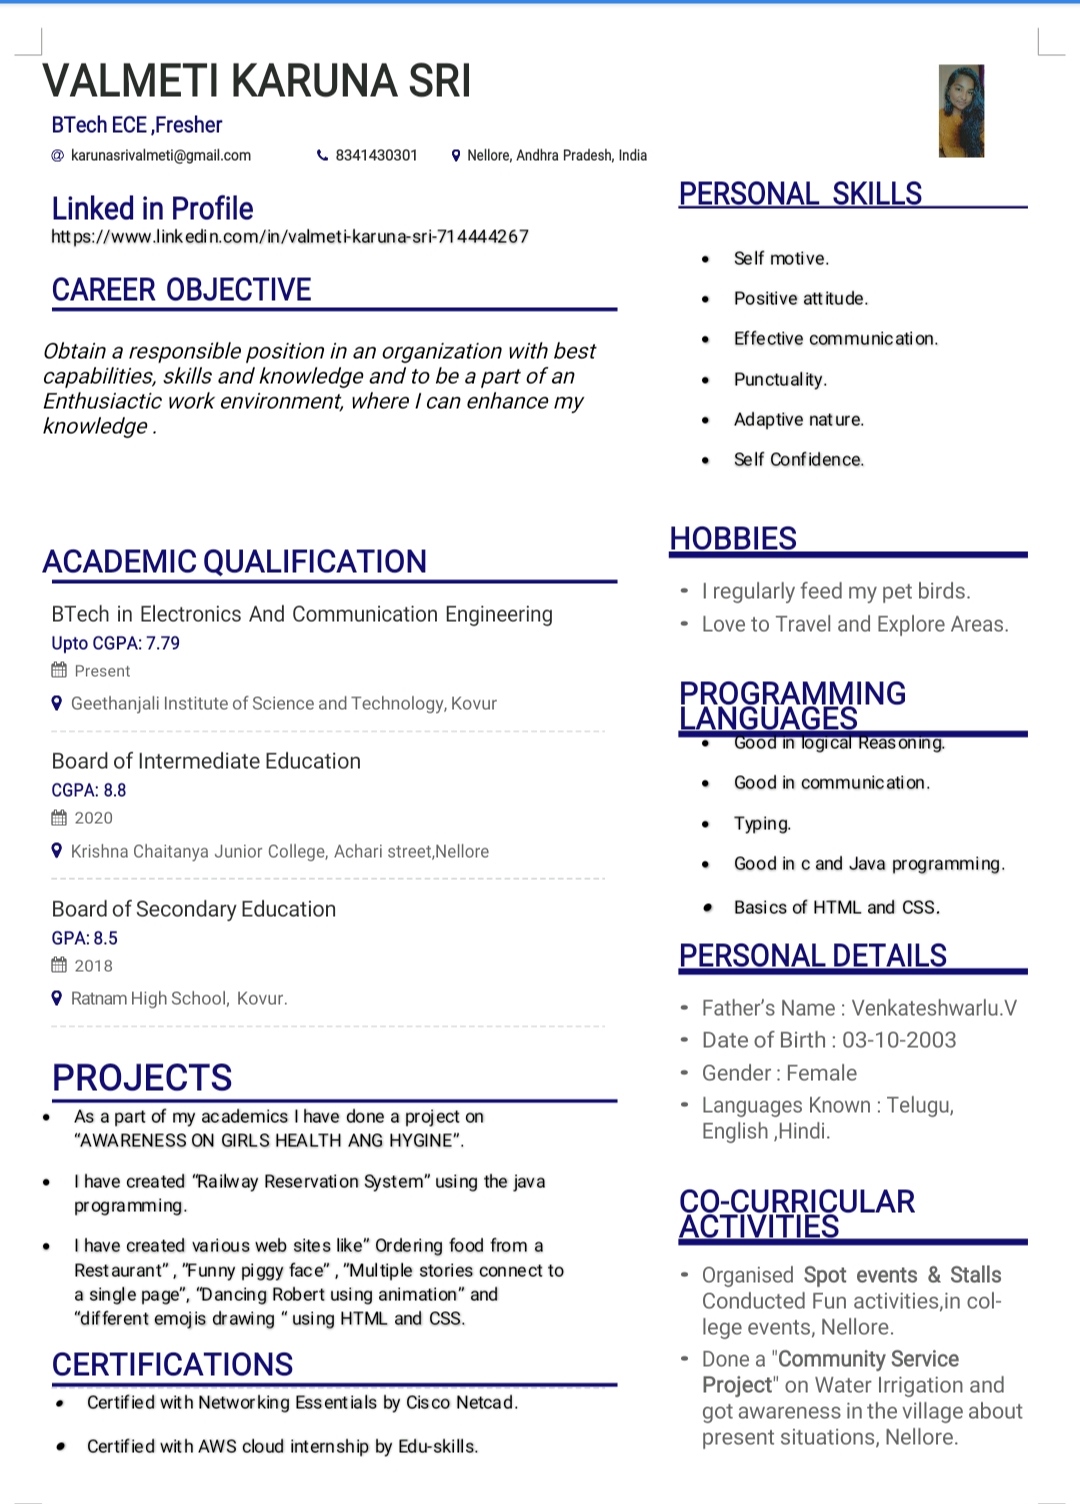 VALMETI KARUNA SRI
BTech ECE ,Fresher
@ karunasrivalmeti@gmail.com 8341430301 Nellore, Andhra Pradesh, India
Linked in Profile
https://www.linkedin.com/in/valmeti-karuna-sri-714444267
CAREER OBJECTIVE
Obtain a responsible position in an organization with best
capabilities, skills and knowledge and to be a part of an
Enthusiactic work environment, where I can enhance my
knowledge .
ACADEMIC QUALIFICATION
BTech in Electronics And Communication Engineering
Upto CGPA: 7.79
Present
Geethanjali Institute of Science and Technology, Kovur
Board of Intermediate Education
CGPA: 8.8
2020
Krishna Chaitanya Junior College, Achari street,Nellore
Board of Secondary Education
GPA: 8.5
2018
Ratnam High School, Kovur.
PROJECTS
• As a part of my academics I have done a project on
“AWARENESS ON GIRLS HEALTH ANG HYGINE”.
• I have created “Railway Reservation System” using the java
programming.
• I have created various web sites like” Ordering food from a
Restaurant” , ”Funny piggy face” , ”Multiple stories connect to
a single page”, “Dancing Robert using animation” and
“different emojis drawing “ using HTML and CSS.
CERTIFICATIONS
• Certified with Networking Essentials by Cisco Netcad.
• Certified with AWS cloud internship by Edu-skills.
PERSONAL SKILLS
• Self motive.
• Positive attitude.
• Effective communication.
• Punctuality.
• Adaptive nature.
• Self Confidence.
HOBBIES
• I regularly feed my pet birds.
• Love to Travel and Explore Areas.
PROGRAMMING
LANGUAGES
• Good in logical Reasoning.
• Good in communication.
• Typing.
• Good in c and Java programming.
• Basics of HTML and CSS.
PERSONAL DETAILS
• Father’s Name : Venkateshwarlu.V
• Date of Birth : 03-10-2003
• Gender : Female
• Languages Known : Telugu,
English ,Hindi.
CO-CURRICULAR
ACTIVITIES
• Organised Spot events & Stalls
Conducted Fun activities,in col-
lege events, Nellore.
• Done a "Community Service
Project" on Water Irrigation and
got awareness in the village about
present situations, Nellore.